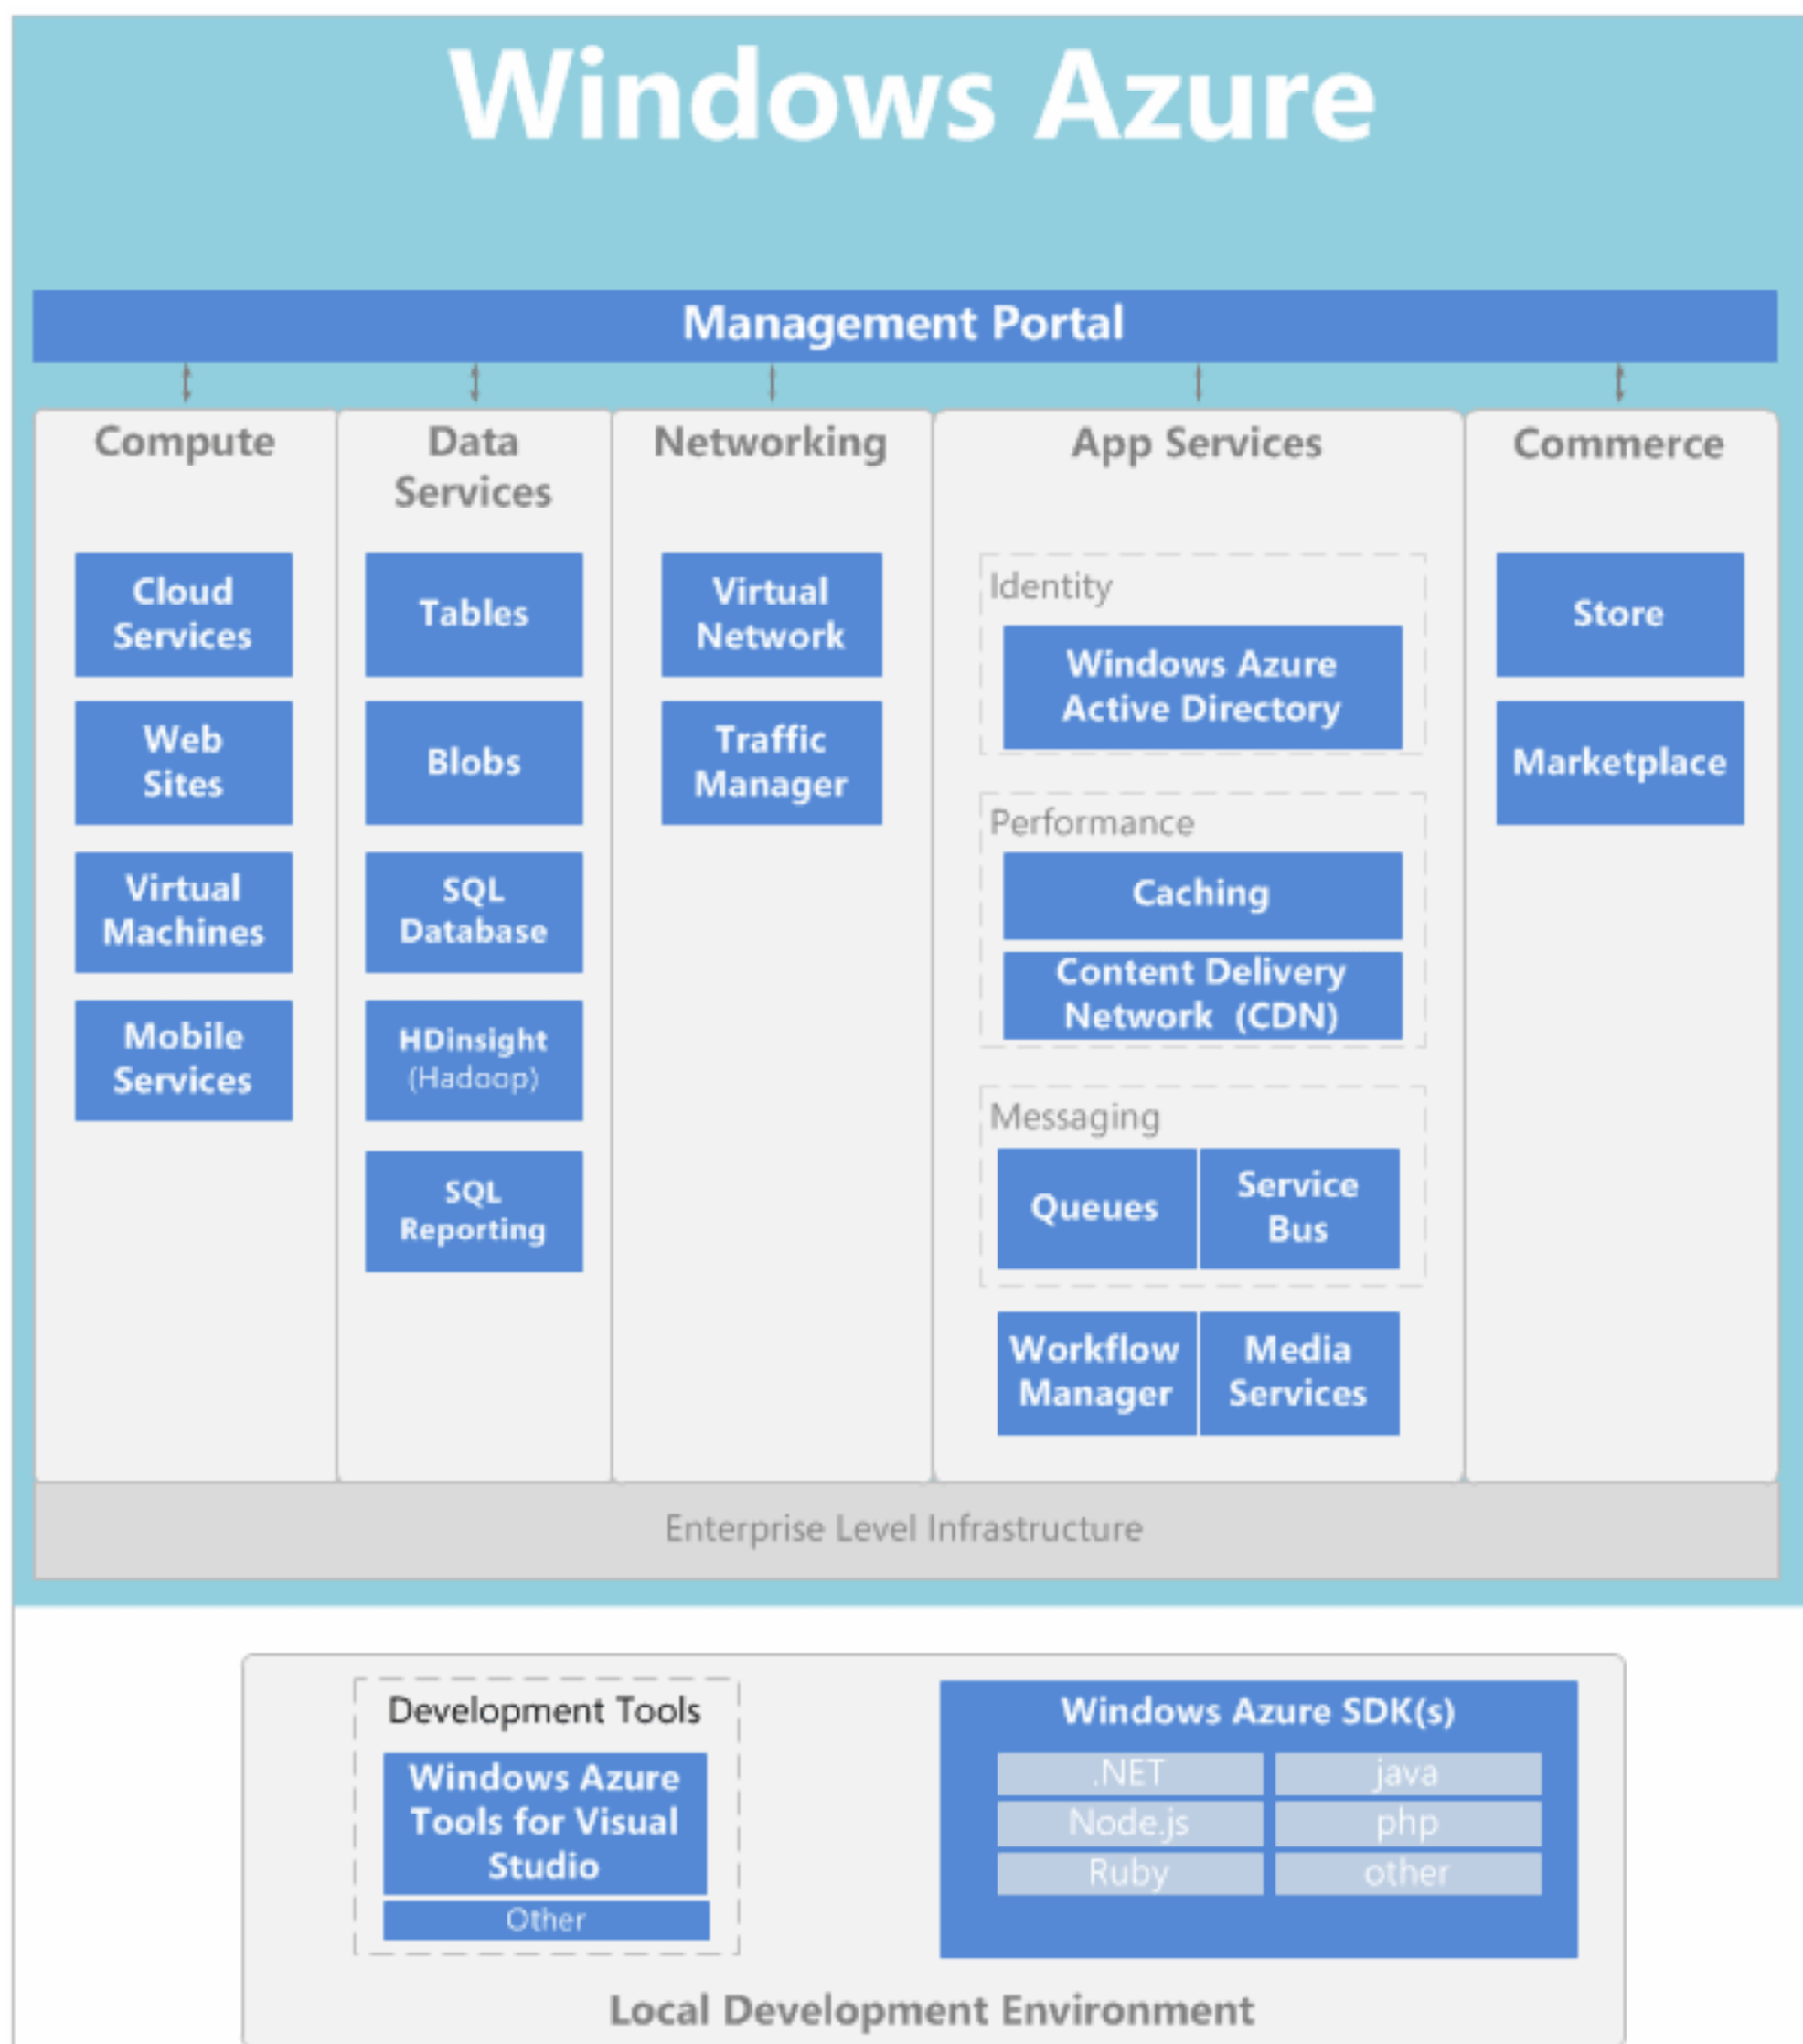 Windows Azure
Management Portal
Compute
Cloud
Services
Web
Sites
Virtual
Machines
Mobile
Services
Data
Services
Tables
Blobs
SQL
Database
HDinsight
(Hadoop)
SQL
Reporting
Networking
Virtual
Network
Traffic
Manager
App Services
Identity
Windows Azure
Active Directory
Performance
Caching
Content Delivery
Network (CDN)
Messaging
Queues
Service
Bus
Workflow
Manager
Media
Services
Commerce
Store
Marketplace
Enterprise Level Infrastructure
Development Tools
Windows Azure
Tools for Visual
Studio
Other
Windows Azure SDK(s)
.NET
java
Node.js
php
Ruby
other
Local Development Environment